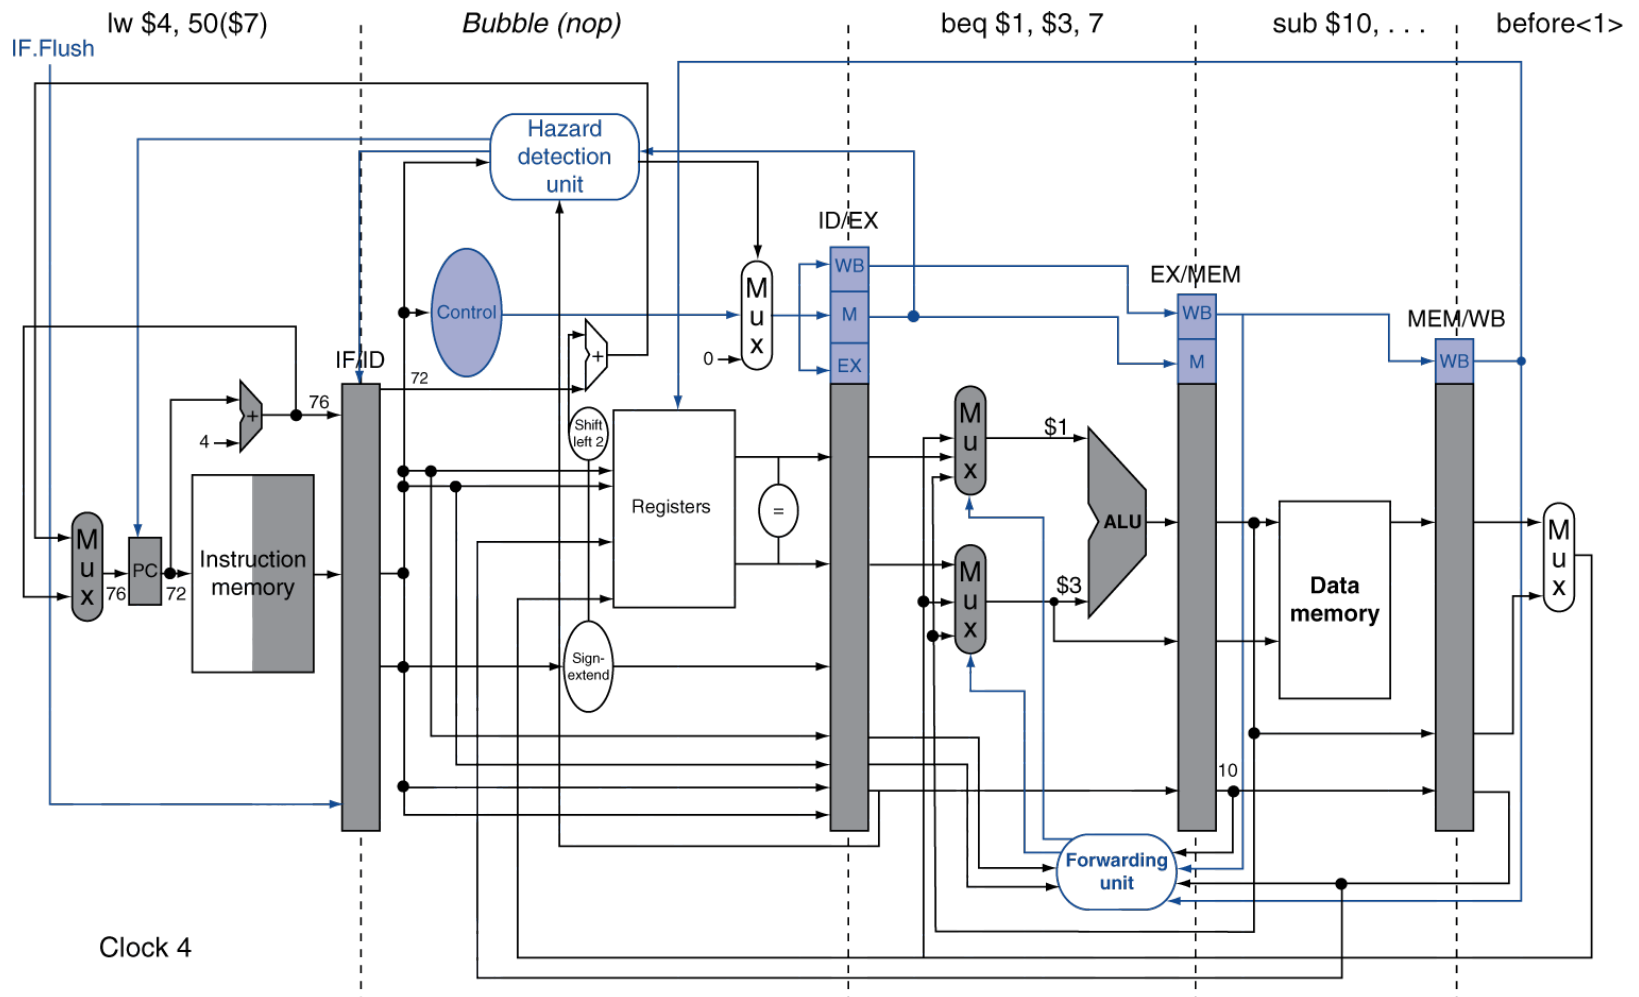 lw $4, 50($7)
Bubble (nop)
beq $1, $3, 7
sub $10, . . .
before<1>
IF.Flush
Hazard
detection
unit
ID/EX
WB
M
EX
EX/MEM
WB
M
MEM/WB
WB
Control
M
u
x
0
IF/ID
72
+
76
+
4
Shift
left 2
M
u
x
$1
Registers
=
ALU
M
u
x
PC
76
72
Instruction
memory
M
u
x
$3
Data
memory
M
u
x
Sign-
extend
10
Forwarding
unit
Clock 4